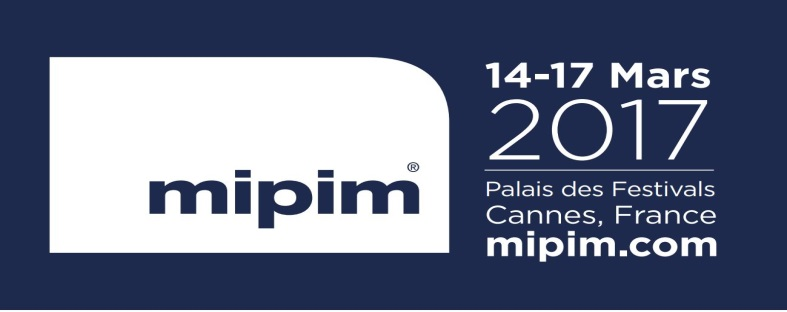 mipim®
14-17 Mars
2017
Palais des Festivals
Cannes, France
mipim.com